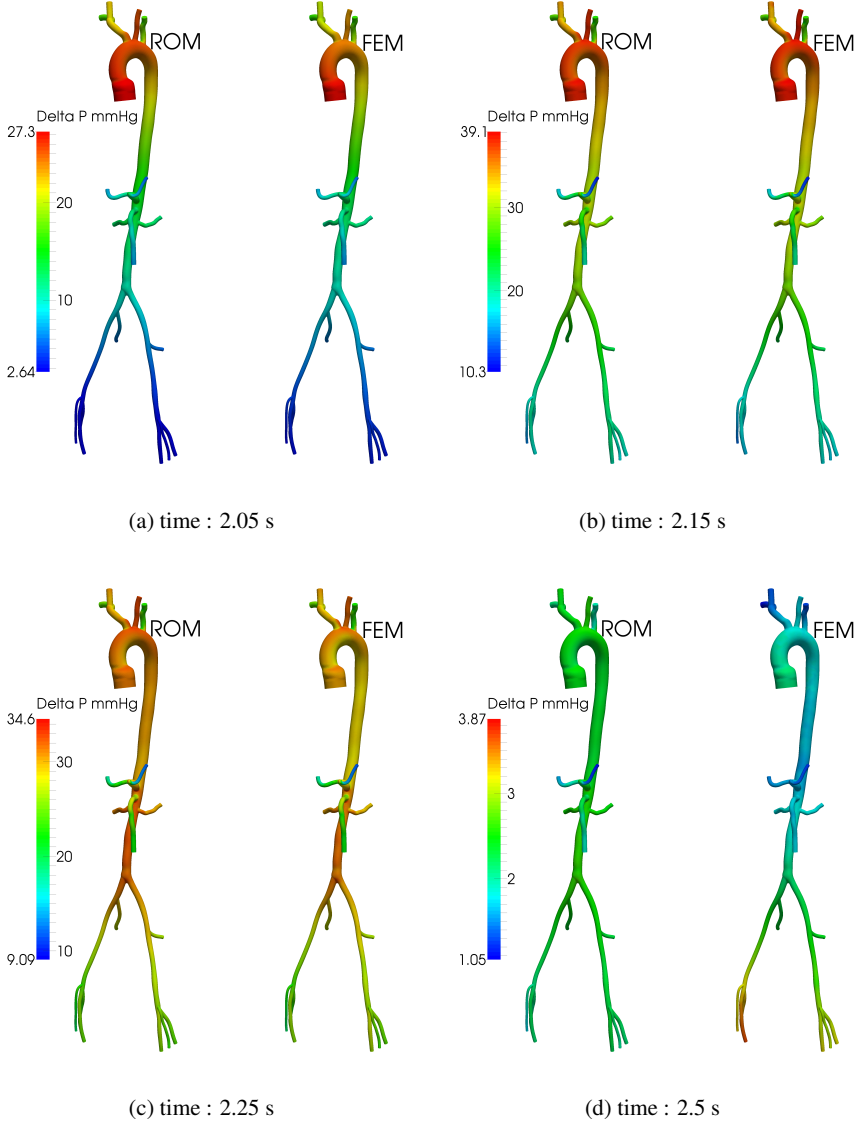 ROM
FEM
Delta P mmHg
27.3
20
10
2.64
(a) time : 2.05 s
ROM
FEM
Delta P mmHg
39.1
30
20
10.3
(b) time : 2.15 s
ROM
FEM
Delta P mmHg
34.6
30
20
10
9.09
(c) time : 2.25 s
ROM
FEM
Delta P mmHg
3.87
3
2
1.05
(d) time : 2.5 s